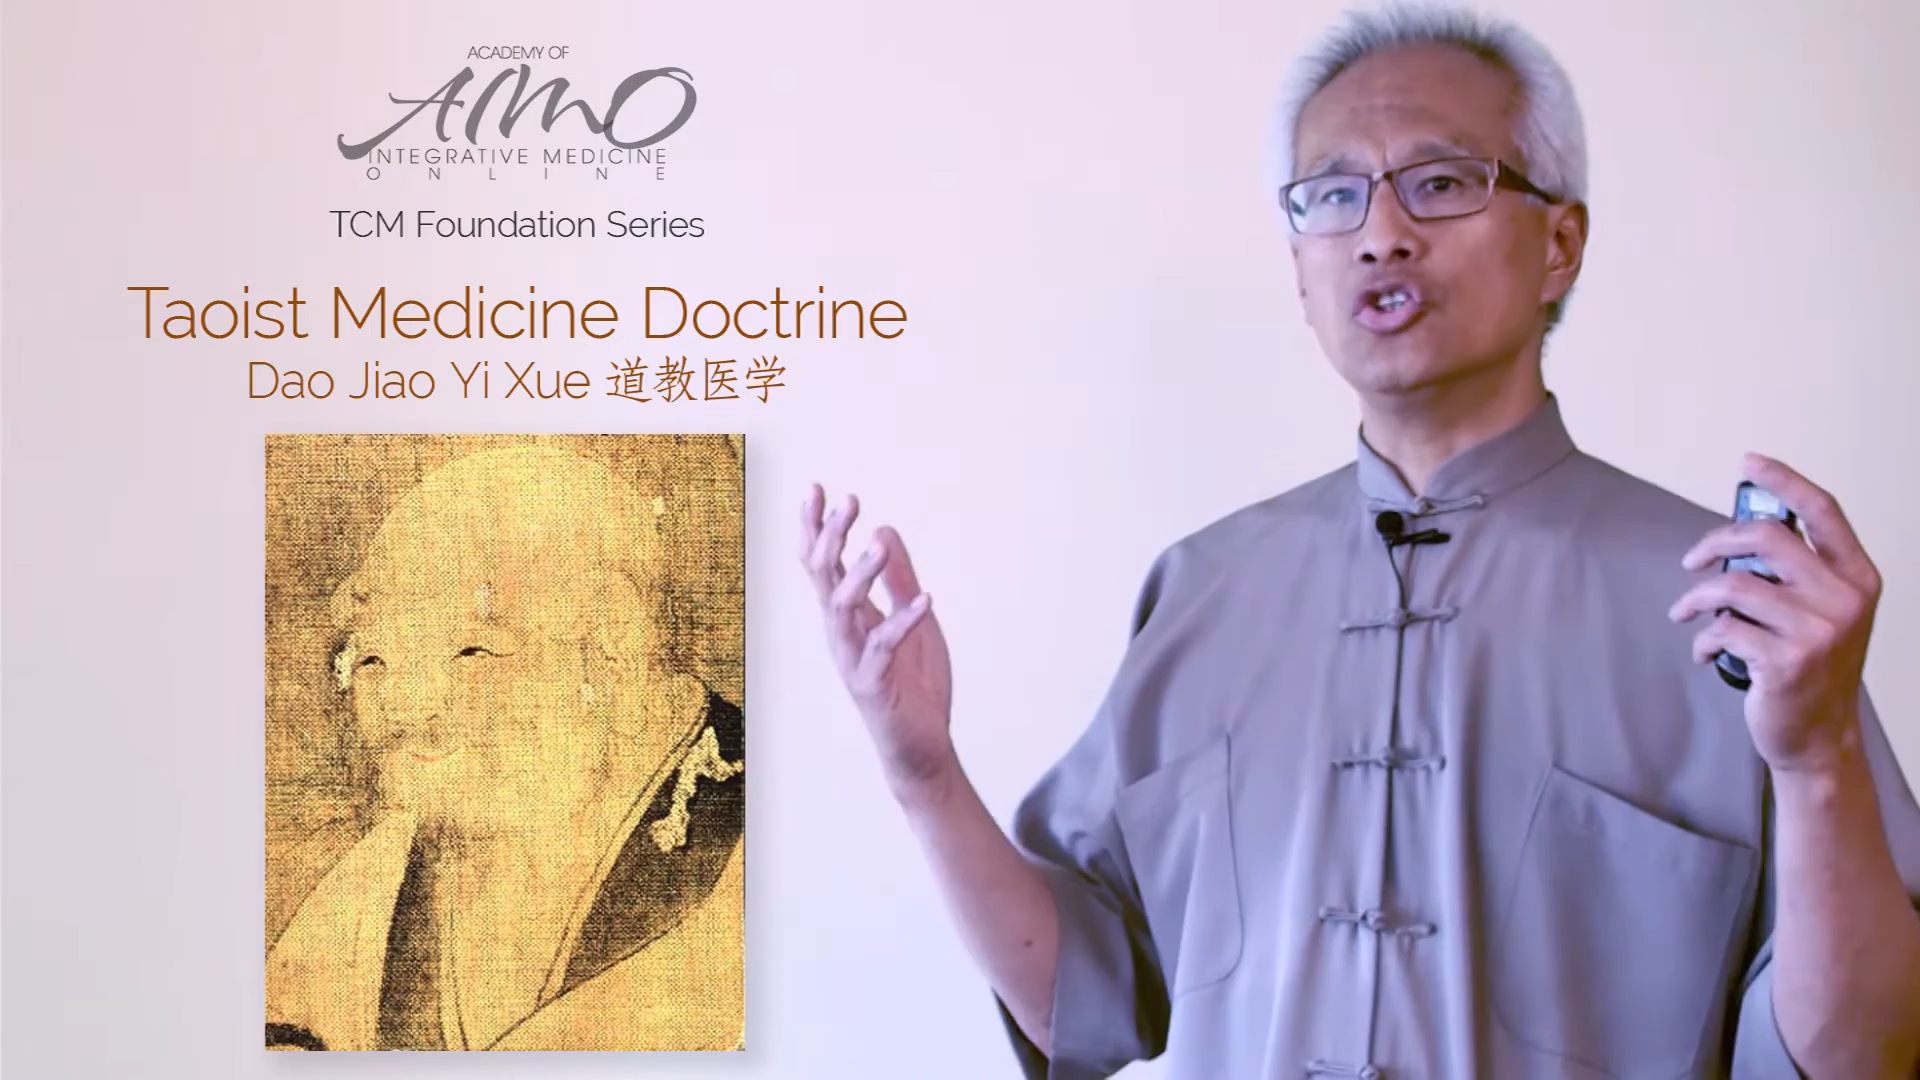 ACADEMY OF
AIMO
INTEGRATIVE MEDICINE
ONLINE
TCM Foundation Series
Taoist Medicine Doctrine
Dao Jiao Yi Xue 道教医学